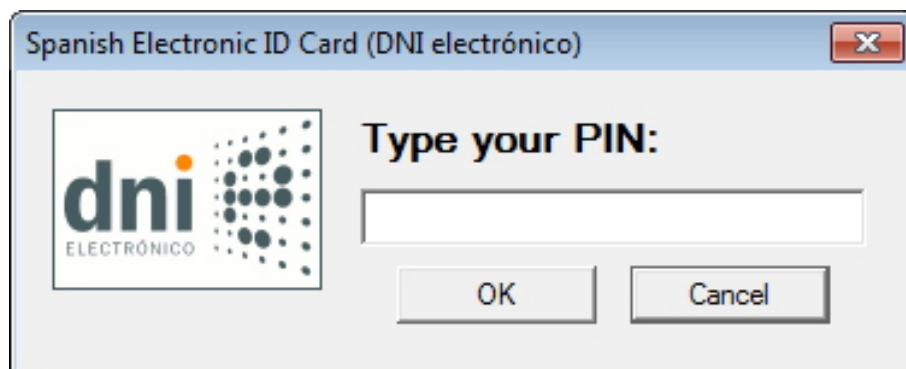 Spanish Electronic ID Card (DNI electrónico)
Type your PIN:
dni
ELECTRÓNICO
OK Cancel